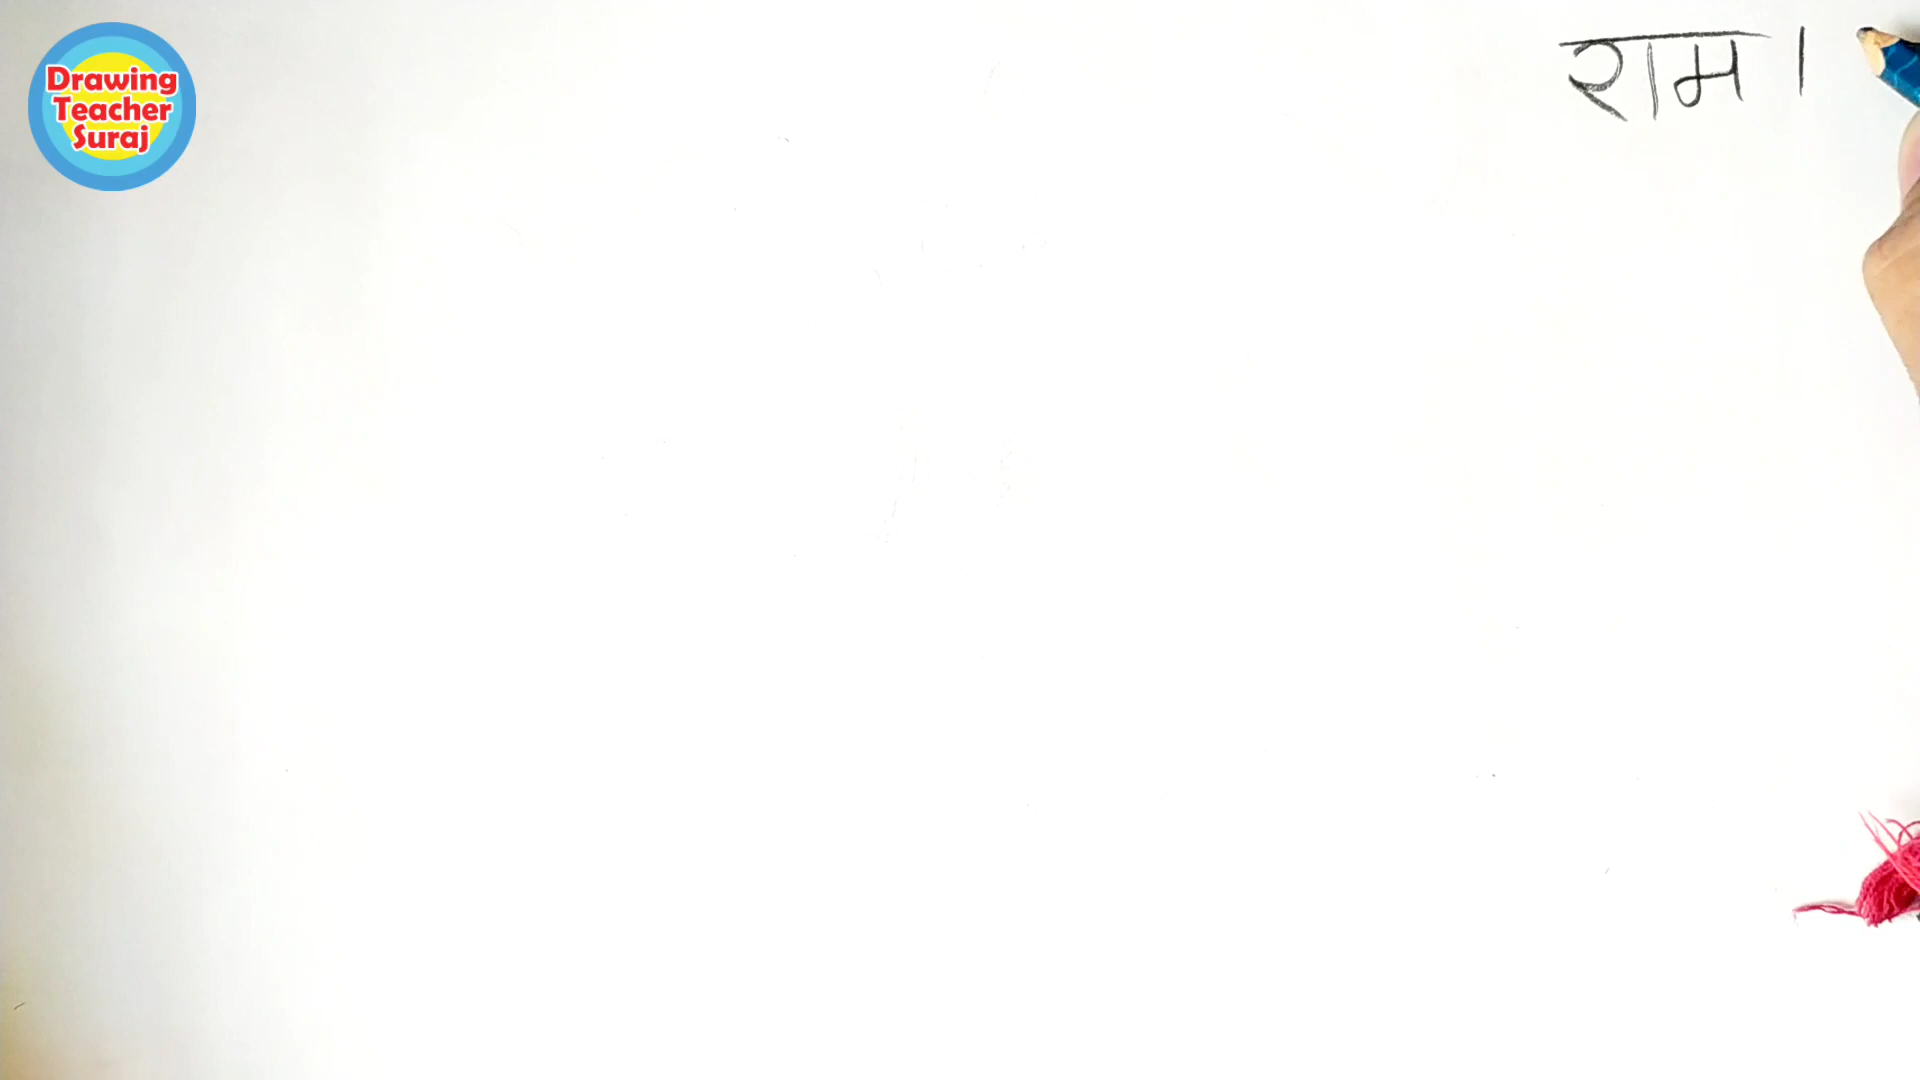 Drawing
Teacher
Suraj
राम ।